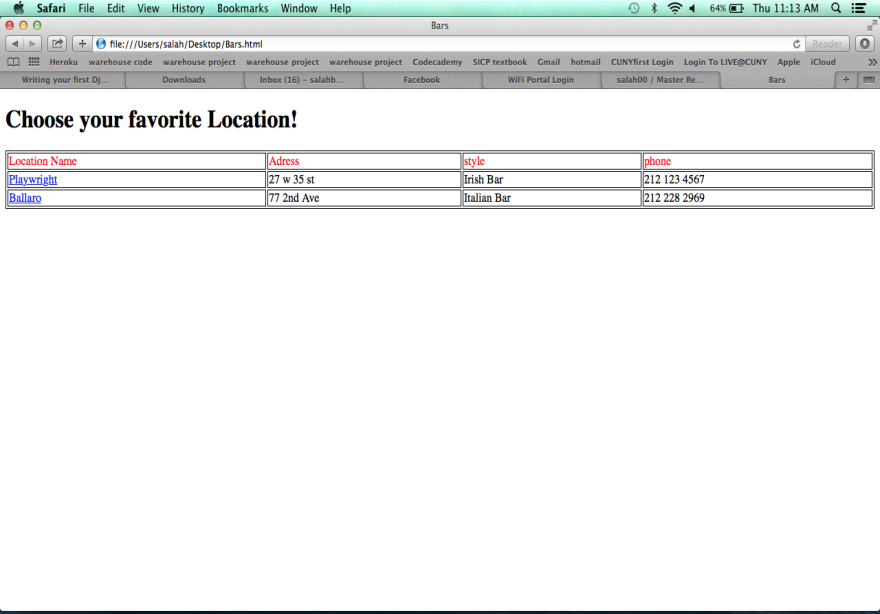 Safari File Edit View History Bookmarks Window Help 64% Thu 11:13 AM
Bars
file:///Users/salah/Desktop/Bars.html Reader
Heroku warehouse code warehouse project warehouse project warehouse project Codecademy SICP textbook Gmail hotmail CUNYfirst Login Login To LIVE@CUNY Apple iCloud
Writing your first Dj... Downloads Inbox (16) – salahb... Facebook WiFi Portal Login salah00 / Master Re... Bars
Choose your favorite Location!
Location Name Adress style phone
Playwright 27 w 35 st Irish Bar 212 123 4567
Ballaro 77 2nd Ave Italian Bar 212 228 2969